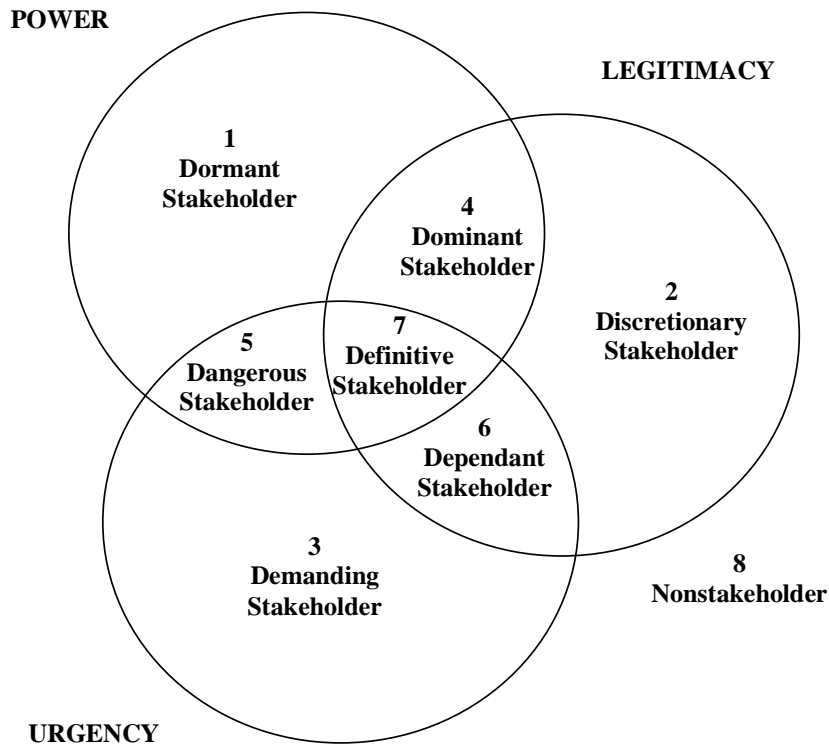 POWER
LEGITIMACY
1
Dormant
Stakeholder
4
Dominant
Stakeholder
2
Discretionary
Stakeholder
5
Dangerous
Stakeholder
7
Definitive
Stakeholder
6
Dependant
Stakeholder
3
Demanding
Stakeholder
8
Nonstakeholder
URGENCY